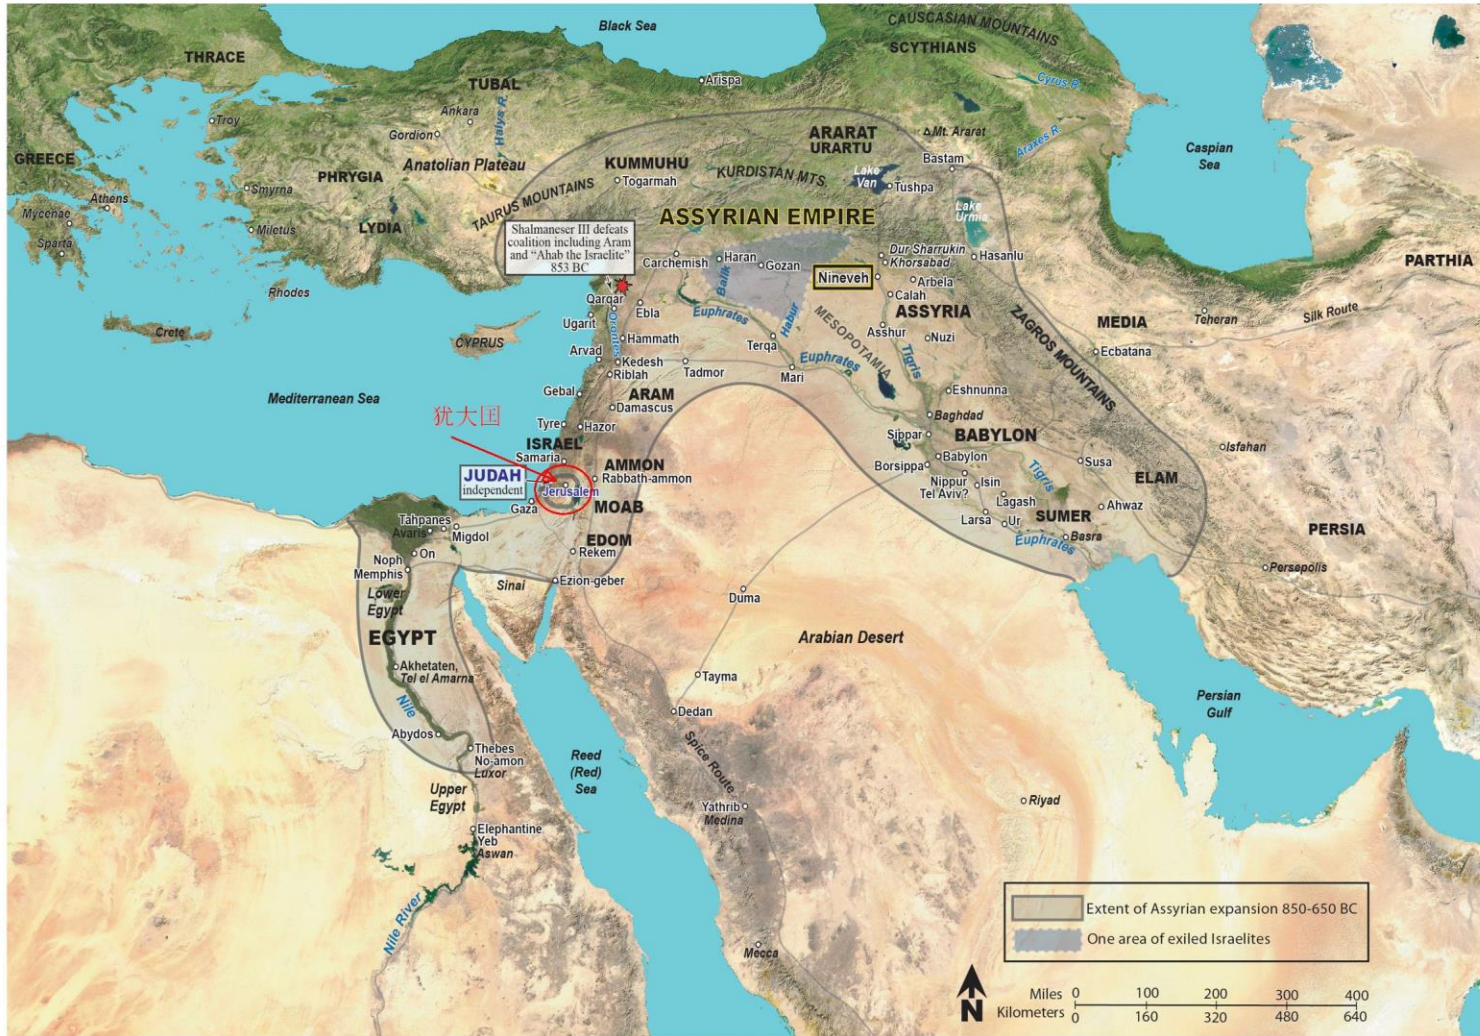 Black Sea
CAUSCASIAN MOUNTAINS
SCYTHIANS
THRACE
TUBAL
Arispa
Cyrus R.
Troy
Ankara
Gordion
Halys R.
ARARAT
URARTU
Mt. Ararat
Araxes R.
Caspian
Sea
GREECE
Anatolian Plateau
KUMMUHU
Bastam
PHRYGIA
Togarmah
KURDISTAN MTS.
Lake
Van
Tushpa
Smyrna
Athens
TAURUS MOUNTAINS
Mycenae
Sparta
Miletus
LYDIA
ASSYRIAN EMPIRE
Lake
Urmia
Shalmaneser III defeats
coalition including Aram
and “Ahab the Israelite”
853 BC
Carchemish
Haran
Gozan
Balik
Habur
Nineveh
Dur Sharrukin
Khorsabad
Hasanlu
Arbela
Calah
ASSYRIA
PARTHIA
Rhodes
Crete
CYPRUS
Qarqar
Ebla
Ugarit
Orontes
Hammath
Euphrates
Terqa
MESOPOTAMIA
Asshur
Nuzi
Tigris
ZAGROS MOUNTAINS
MEDIA
Teheran
Silk Route
Ecbatana
Arvad
Kedesh
Riblah
Tadmor
Mari
Euphrates
Gebal
ARAM
Damascus
Eshnunna
Baghdad
Mediterranean Sea
犹大国
Tyre
Hazor
ISRAEL
Samaria
Sippar
BABYLON
Isfahan
JUDAH
independent
Jerusalem
AMMON
Rabbath-ammon
Borsippa
Babylon
Nippur
Tel Aviv?
Isin
Tigris
Susa
ELAM
Gaza
MOAB
Lagash
Larsa
Ur
SUMER
Ahwaz
Tahpanes
Avaris
Migdol
EDOM
Rekem
Euphrates
Basra
PERSIA
On
Noph
Memphis
Sinai
Ezion-geber
Persepolis
Lower
Egypt
Duma
EGYPT
Arabian Desert
Akhetaten,
Tel el Amarna
Tayma
Nile
Dedan
Persian
Gulf
Abydos
Thebes
No-amon
Luxor
Reed
(Red)
Sea
Spice Route
Upper
Egypt
Yathrib
Medina
Riyad
Elephantine
Yeb
Aswan
Nile River
Mecca
Extent of Assyrian expansion 850-650 BC
One area of exiled Israelites
N
Miles 0 100 200 300 400
Kilometers 0 160 320 480 640